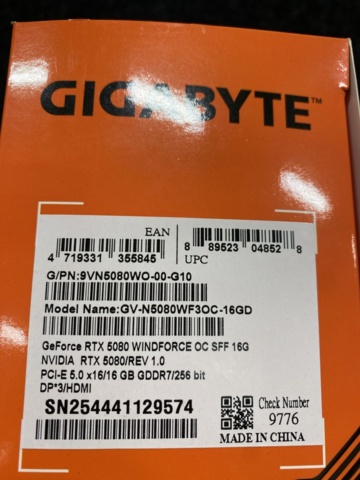 GIGABYTE™
EAN
4 719331 355845
8 89523 04852 8
UPC
G/PN:9VN5080WO-00-G10
Model Name:GV-N5080WF3OC-16GD
GeForce RTX 5080 WINDFORCE OC SFF 16G
NVIDIA RTX 5080/REV 1.0
PCI-E 5.0 x16/16 GB GDDR7/256 bit
DP*3/HDMI
SN254441129574
Check Number
9776
MADE IN CHINA